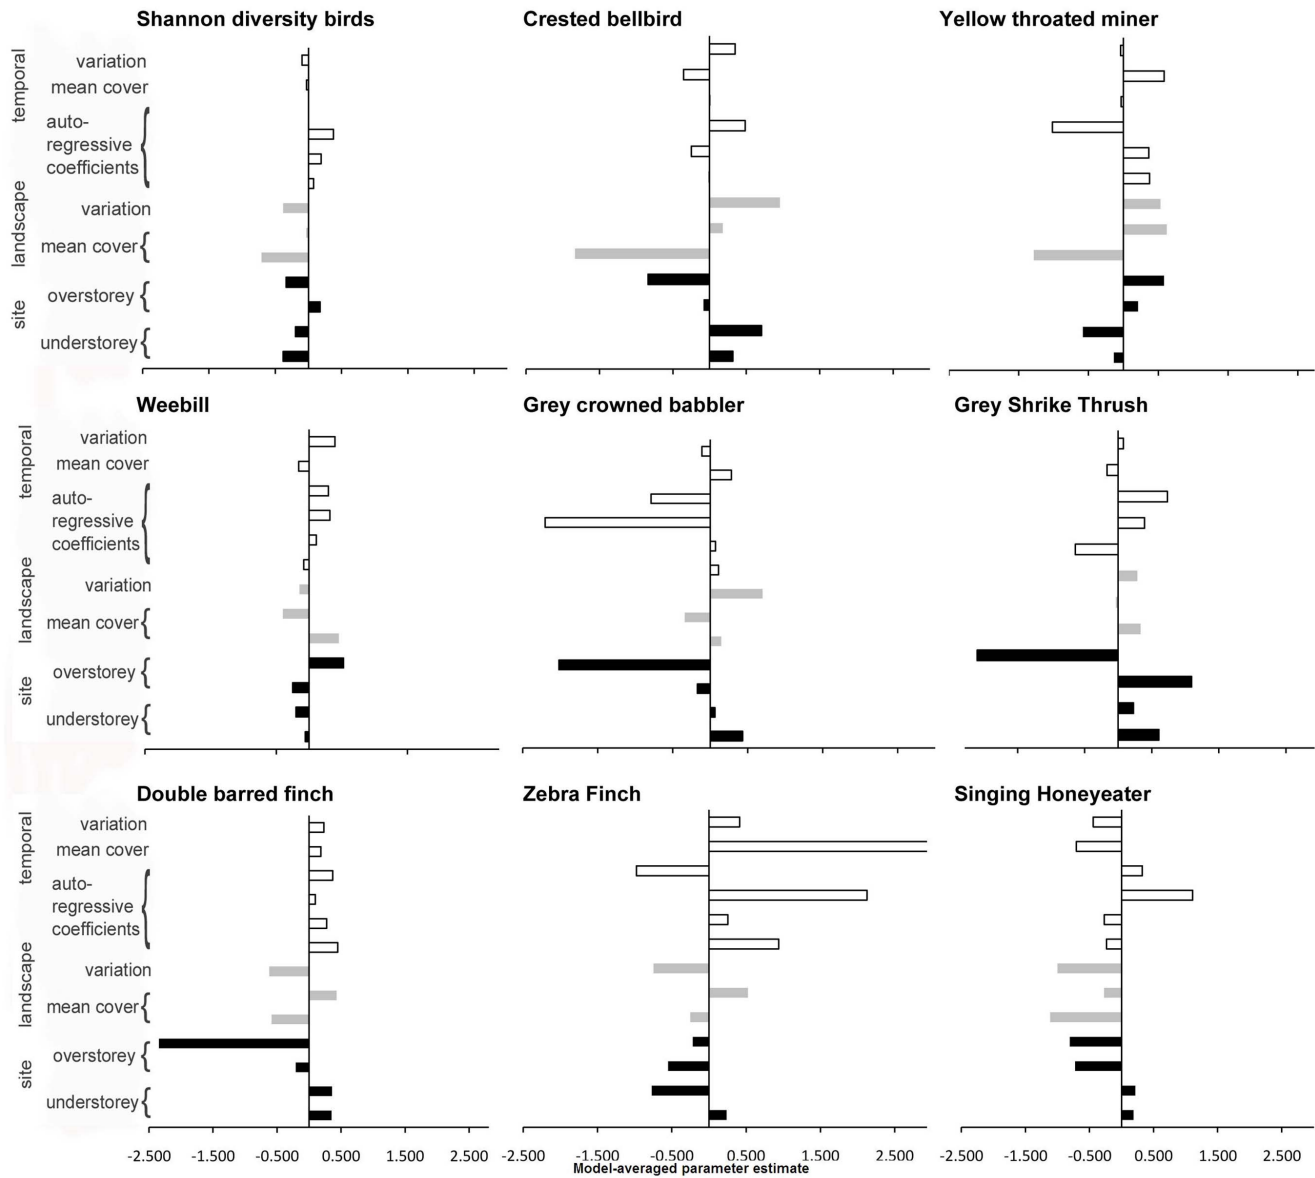 Shannon diversity birds
Crested bellbird
Yellow throated miner
temporal
variation
mean cover
auto-
regressive
coefficients
landscape
variation
mean cover
site
overstorey
understorey
Weebill
Grey crowned babbler
Grey Shrike Thrush
temporal
variation
mean cover
auto-
regressive
coefficients
landscape
variation
mean cover
site
overstorey
understorey
Double barred finch
Zebra Finch
Singing Honeyeater
temporal
variation
mean cover
auto-
regressive
coefficients
landscape
variation
mean cover
site
overstorey
understorey
-2.500 -1.500 -0.500 0.500 1.500 2.500
-2.500 -1.500 -0.500 0.500 1.500 2.500
-2.500 -1.500 -0.500 0.500 1.500 2.500
Model-averaged parameter estimate